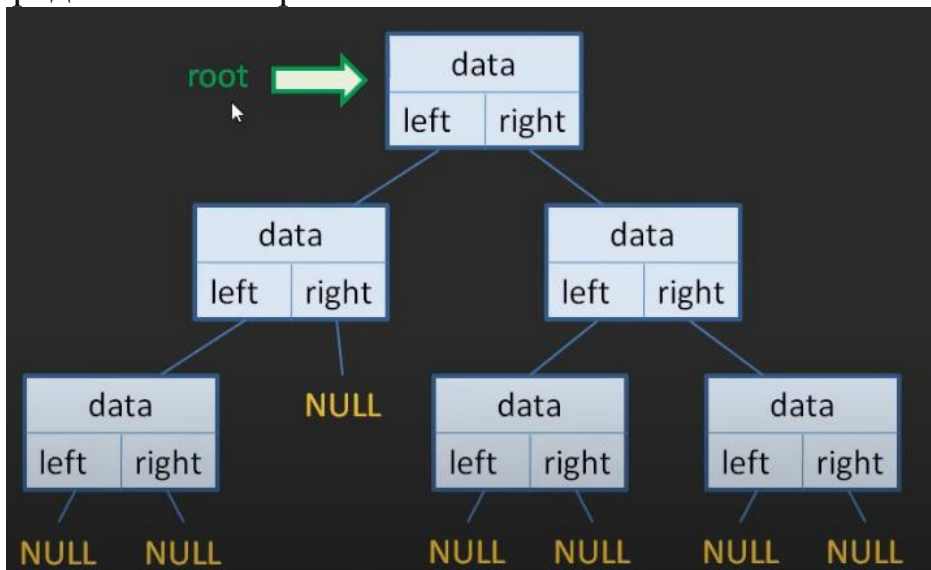 data
root
left right
data data
left right left right
NULL
data data data
left right left right left right
NULL NULL NULL NULL NULL NULL